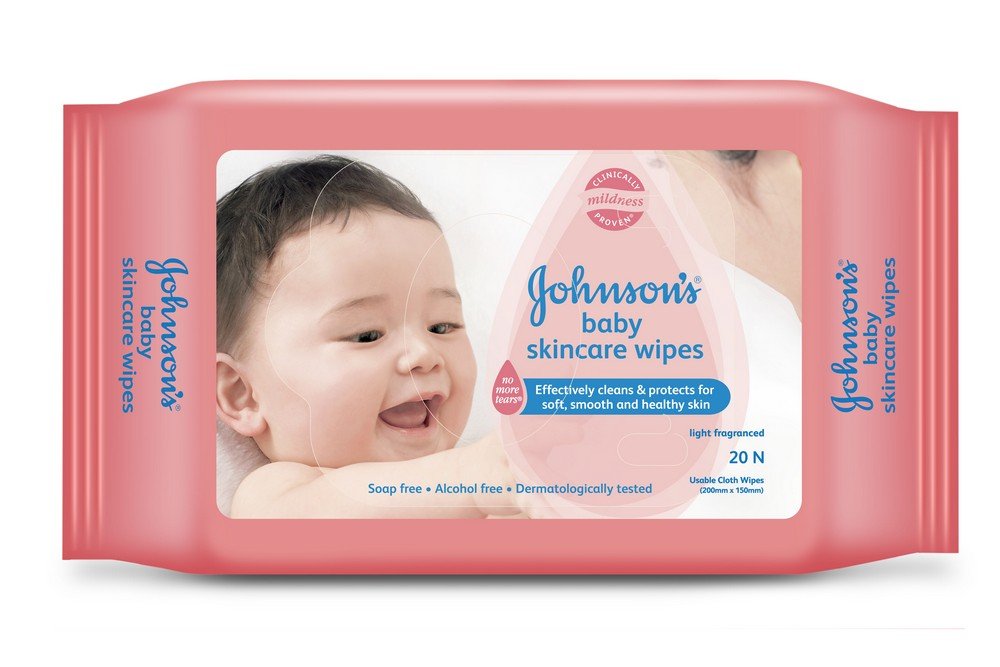 CLINICALLY
mildness
PROVEN®
Johnson's®
baby
skincare wipes
no
more
tears®
Effectively cleans & protects for
soft, smooth and healthy skin
light fragranced
20 N
Usable Cloth Wipes
(200mm x 150mm)
Soap free • Alcohol free • Dermatologically tested
Johnson's®
baby
skincare wipes
Johnson's®
baby
skincare wipes